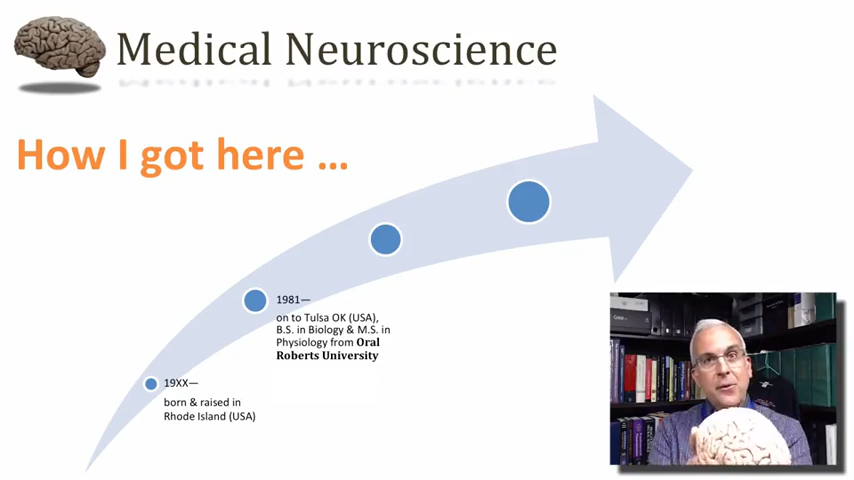 Medical Neuroscience
How I got here …
1981—
on to Tulsa OK (USA),
B.S. in Biology & M.S. in
Physiology from Oral
Roberts University
19XX—
born & raised in
Rhode Island (USA)